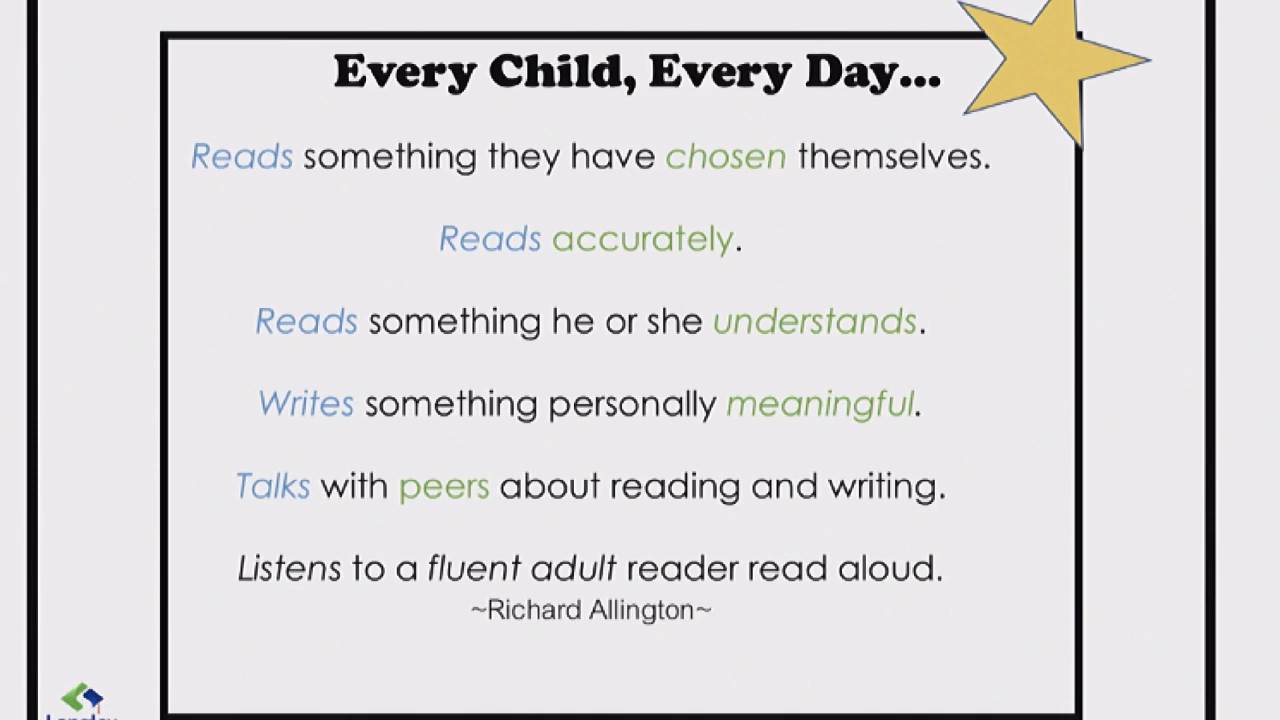 Every Child, Every Day...
Reads something they have chosen themselves.
Reads accurately.
Reads something he or she understands.
Writes something personally meaningful.
Talks with peers about reading and writing.
Listens to a fluent adult reader read aloud.
~Richard Allington~